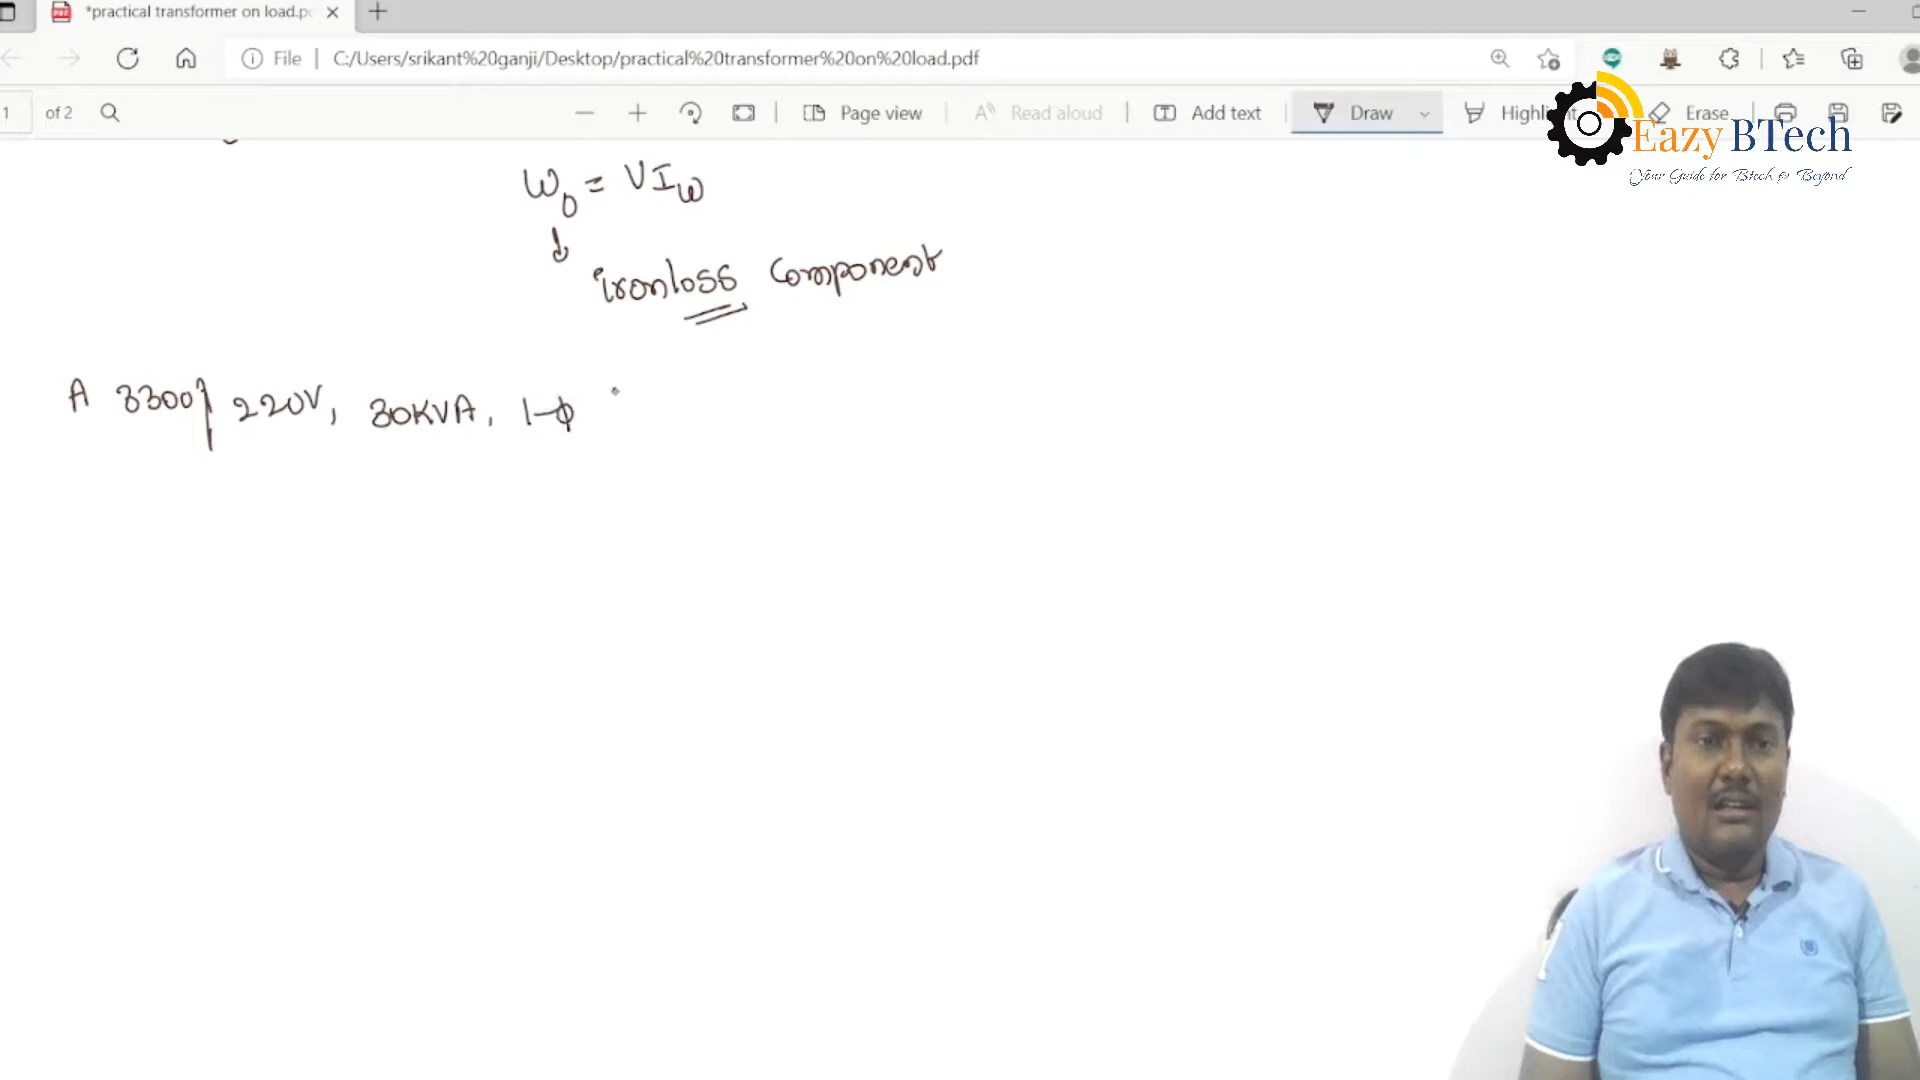 *practical transformer on load.p
File
C:/Users/srikant%20ganji/Desktop/practical%20transformer%20on%20load.pdf
1 of 2
Page view
Read aloud
Add text
Draw
Highlight
Erase
Eazy BTech
Your Guide for Btech & Beyond
W₀ = VI_W
ironloss component
A 3300/220V, 30KVA, 1-ϕ